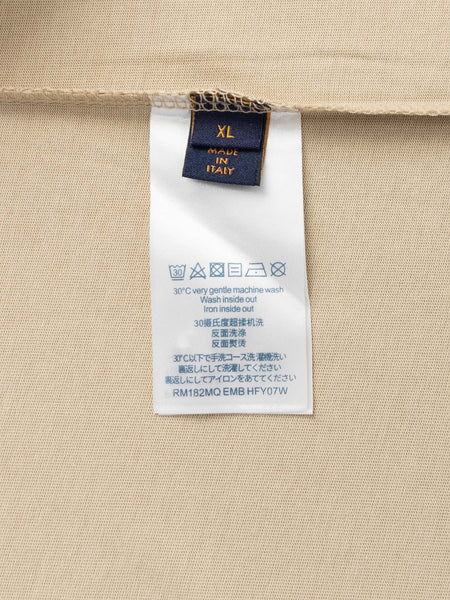 XL
MADE
IN
ITALY
30
30°C very gentle machine wash
Wash inside out
Iron inside out
30摄氏度超揉机洗
反面洗涤
反面熨烫
30℃以下で手洗コース洗濯機洗い
裏返しにして洗濯してください
裏返しにしてアイロンをあててください
RM182MQ EMB HFY07W